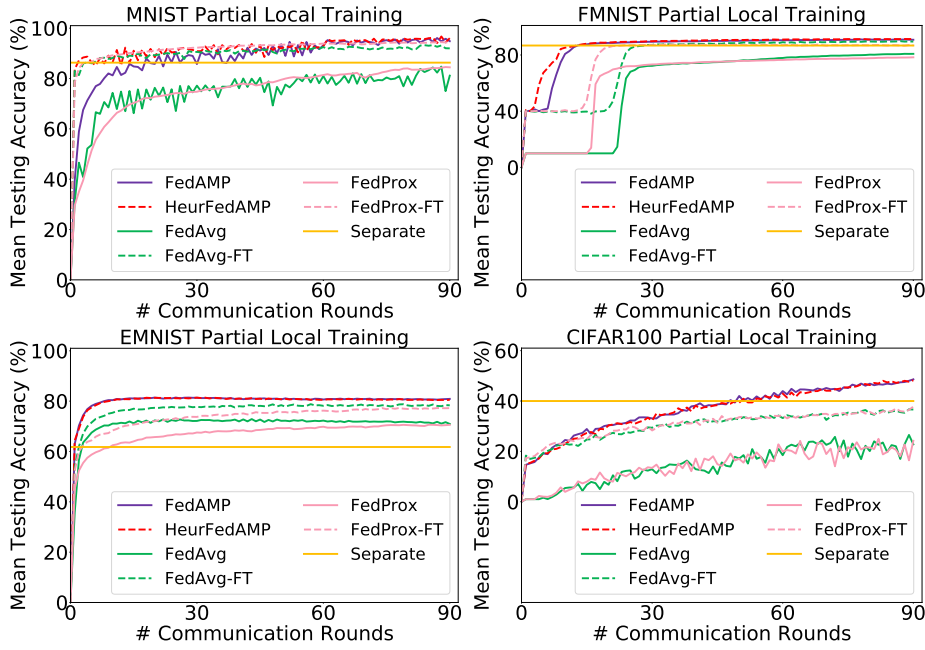 MNIST Partial Local Training
Mean Testing Accuracy (%)
100
80
60
40
20
0
0
30
60
90
# Communication Rounds
FedAMP
HeurFedAMP
FedAvg
FedAvg-FT
FedProx
FedProx-FT
Separate
FMNIST Partial Local Training
Mean Testing Accuracy (%)
80
60
40
20
0
0
30
60
90
# Communication Rounds
FedAMP
HeurFedAMP
FedAvg
FedAvg-FT
FedProx
FedProx-FT
Separate
EMNIST Partial Local Training
Mean Testing Accuracy (%)
100
80
60
40
20
0
0
30
60
90
# Communication Rounds
FedAMP
HeurFedAMP
FedAvg
FedAvg-FT
FedProx
FedProx-FT
Separate
CIFAR100 Partial Local Training
Mean Testing Accuracy (%)
60
40
20
0
0
30
60
90
# Communication Rounds
FedAMP
HeurFedAMP
FedAvg
FedAvg-FT
FedProx
FedProx-FT
Separate